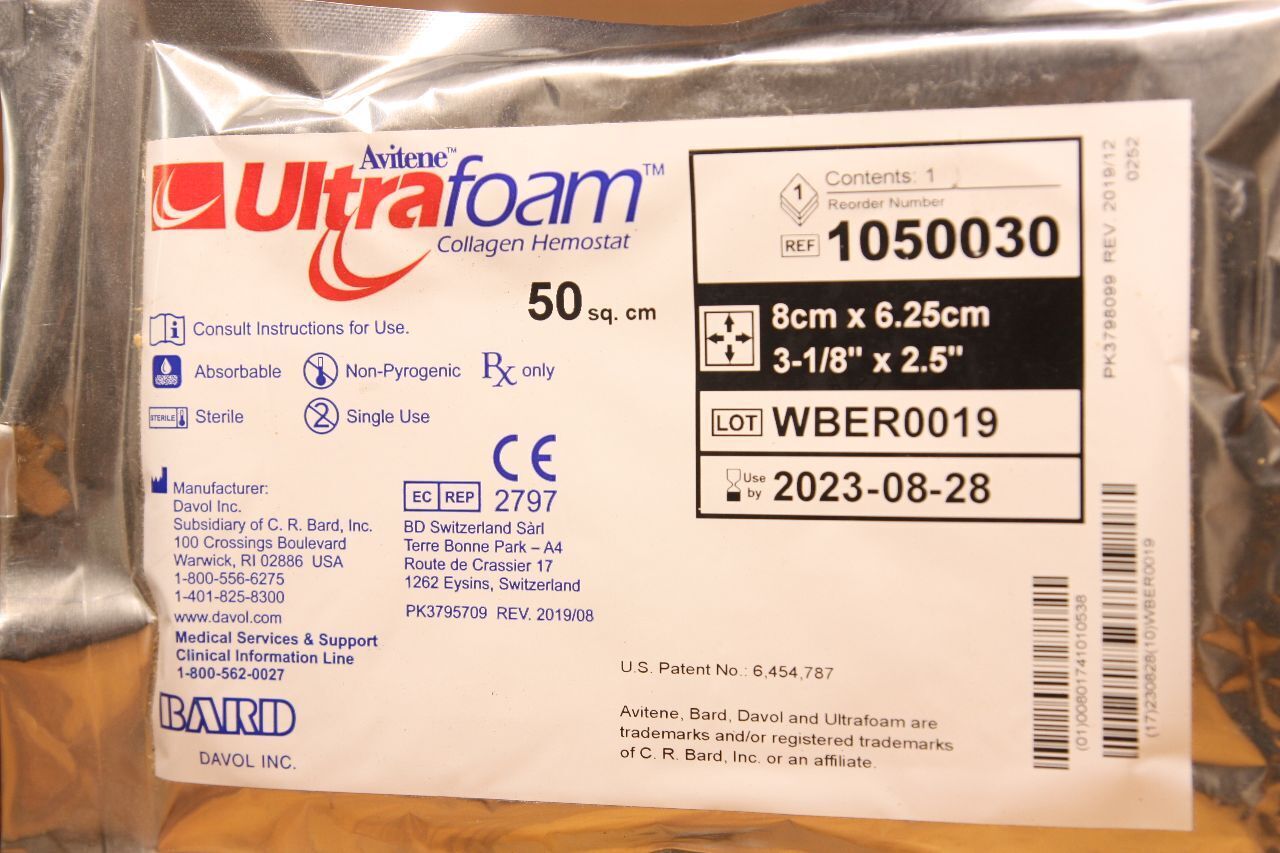 Avitene™
Ultrafoam™
Collagen Hemostat
50 sq. cm
Consult Instructions for Use.
Absorbable Non-Pyrogenic Rx only
STERILE Sterile 2 Single Use
CE
Manufacturer:
Davol Inc.
Subsidiary of C. R. Bard, Inc.
100 Crossings Boulevard
Warwick, RI 02886 USA
1-800-556-6275
1-401-825-8300
www.davol.com
Medical Services & Support
Clinical Information Line
1-800-562-0027
BARD
DAVOL INC.
EC REP 2797
BD Switzerland Sàrl
Terre Bonne Park – A4
Route de Crassier 17
1262 Eysins, Switzerland
PK3795709 REV. 2019/08
1 Contents: 1
Reorder Number
REF 1050030
8cm x 6.25cm
3-1/8" x 2.5"
LOT WBER0019
Use by 2023-08-28
U.S. Patent No.: 6,454,787
Avitene, Bard, Davol and Ultrafoam are
trademarks and/or registered trademarks
of C. R. Bard, Inc. or an affiliate.
PK3798099 REV. 2019/12
0252
(01)00801741010538
(17)230828(10)WBER0019